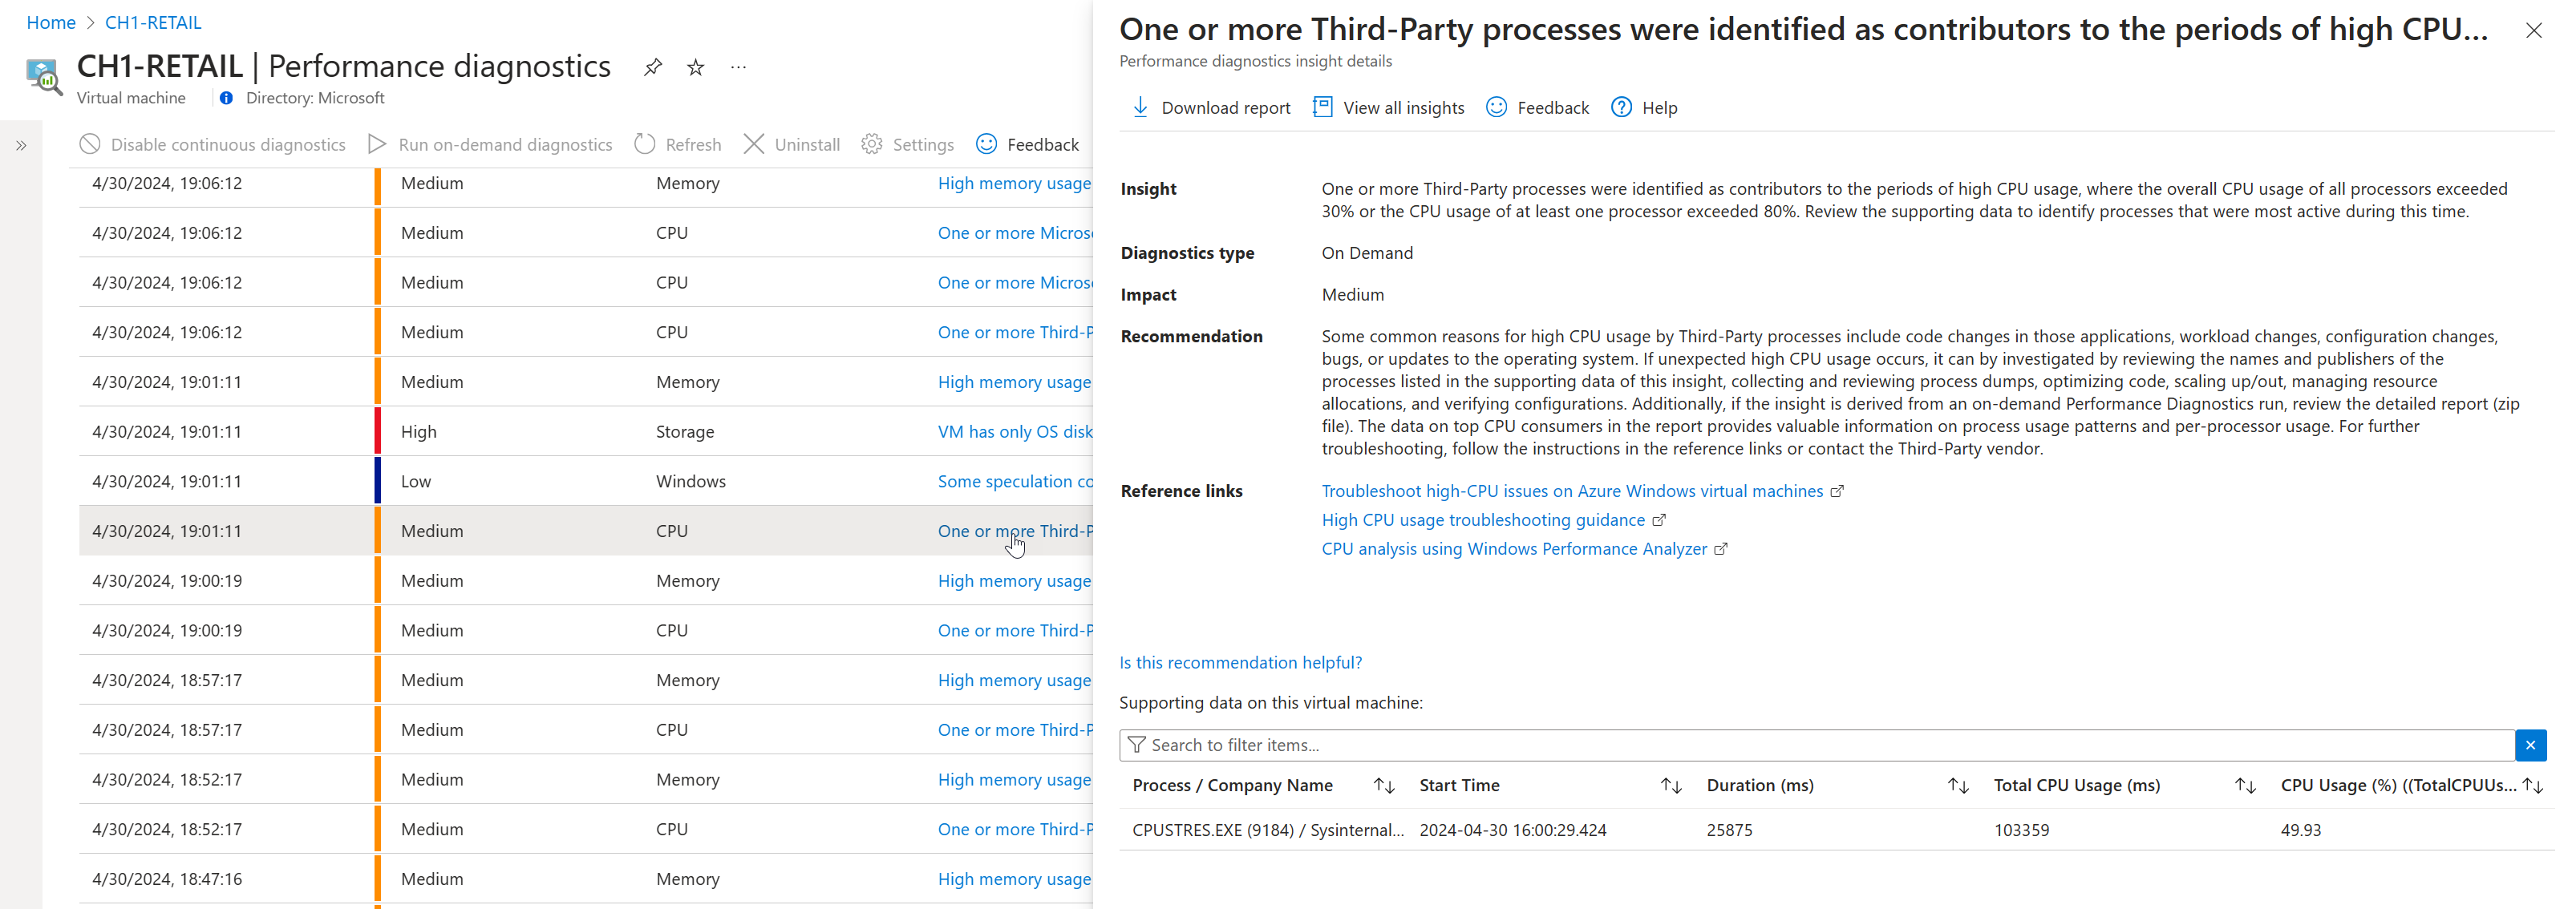 Home > CH1-RETAIL
CH1-RETAIL | Performance diagnostics
Virtual machine
Directory: Microsoft
Disable continuous diagnostics Run on-demand diagnostics Refresh Uninstall Settings Feedback
4/30/2024, 19:06:12 Medium Memory High memory usage
4/30/2024, 19:06:12 Medium CPU One or more Micros
4/30/2024, 19:06:12 Medium CPU One or more Micros
4/30/2024, 19:06:12 Medium CPU One or more Third-P
4/30/2024, 19:01:11 Medium Memory High memory usage
4/30/2024, 19:01:11 High Storage VM has only OS disk
4/30/2024, 19:01:11 Low Windows Some speculation co
4/30/2024, 19:01:11 Medium CPU One or more Third-P
4/30/2024, 19:00:19 Medium Memory High memory usage
4/30/2024, 19:00:19 Medium CPU One or more Third-P
4/30/2024, 18:57:17 Medium Memory High memory usage
4/30/2024, 18:57:17 Medium CPU One or more Third-P
4/30/2024, 18:52:17 Medium Memory High memory usage
4/30/2024, 18:52:17 Medium CPU One or more Third-P
4/30/2024, 18:47:16 Medium Memory High memory usage
One or more Third-Party processes were identified as contributors to the periods of high CPU...
Performance diagnostics insight details
Download report View all insights Feedback Help
Insight
One or more Third-Party processes were identified as contributors to the periods of high CPU usage, where the overall CPU usage of all processors exceeded
30% or the CPU usage of at least one processor exceeded 80%. Review the supporting data to identify processes that were most active during this time.
Diagnostics type On Demand
Impact Medium
Recommendation
Some common reasons for high CPU usage by Third-Party processes include code changes in those applications, workload changes, configuration changes,
bugs, or updates to the operating system. If unexpected high CPU usage occurs, it can by investigated by reviewing the names and publishers of the
processes listed in the supporting data of this insight, collecting and reviewing process dumps, optimizing code, scaling up/out, managing resource
allocations, and verifying configurations. Additionally, if the insight is derived from an on-demand Performance Diagnostics run, review the detailed report (zip
file). The data on top CPU consumers in the report provides valuable information on process usage patterns and per-processor usage. For further
troubleshooting, follow the instructions in the reference links or contact the Third-Party vendor.
Reference links
Troubleshoot high-CPU issues on Azure Windows virtual machines
High CPU usage troubleshooting guidance
CPU analysis using Windows Performance Analyzer
Is this recommendation helpful?
Supporting data on this virtual machine:
Search to filter items...
Process / Company Name Start Time Duration (ms) Total CPU Usage (ms) CPU Usage (%) ((TotalCPUUs...
CPUSTRES.EXE (9184) / Sysinternal... 2024-04-30 16:00:29.424 25875 103359 49.93